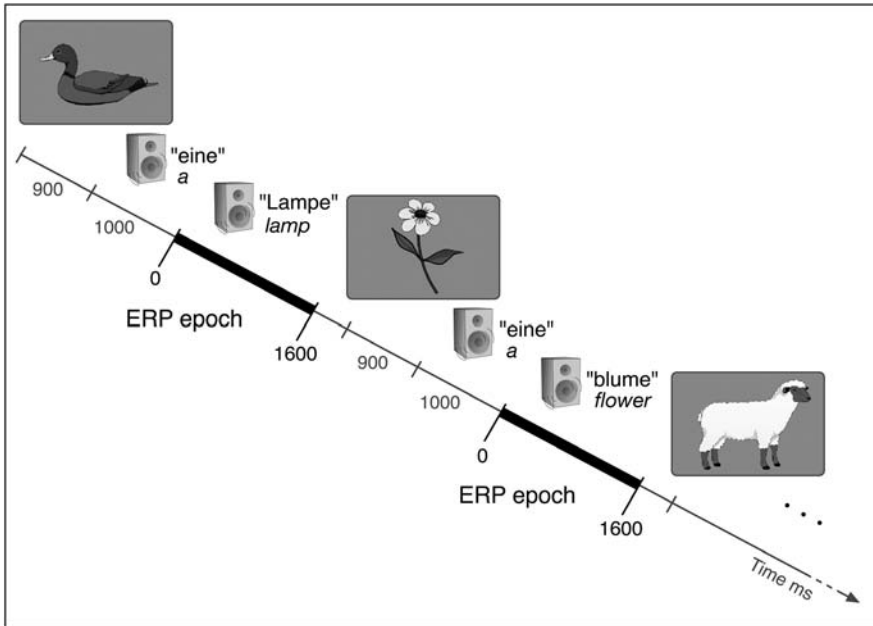 "eine"
a
900
"Lampe"
lamp
1000
0
ERP epoch
1600
"eine"
a
900
"blume"
flower
1000
0
ERP epoch
1600
Time ms